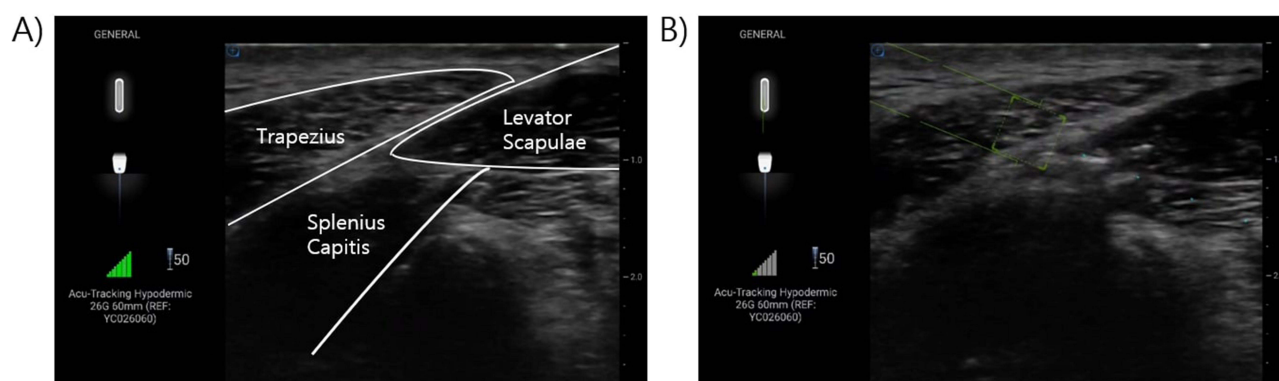 A)
GENERAL
Trapezius
Levator
Scapulae
1.0
Splenius
Capitis
2.0
50
Acu-Tracking Hypodermic
26G 60mm (REF:
YC026060)
B)
GENERAL
1.0
2
50
Acu-Tracking Hypodermic
26G 60mm (REF:
YC026060)